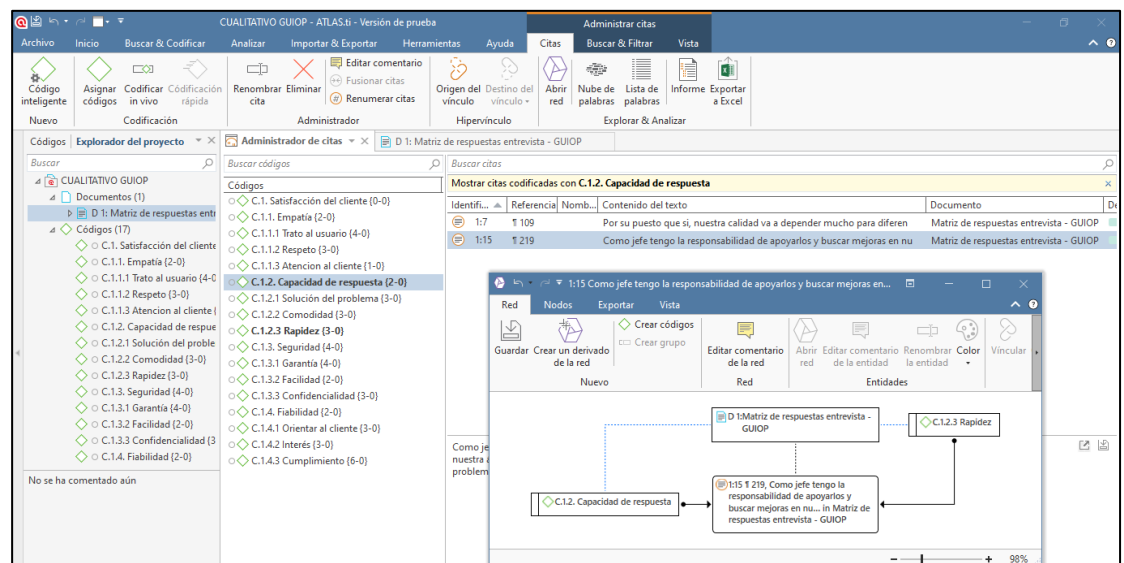 CUALITATIVO GUIOP - ATLAS.ti - Versión de prueba
Administrar citas
Archivo Inicio Buscar & Codificar Analizar Importar & Exportar Herramientas Ayuda Citas Buscar & Filtrar Vista
Código inteligente
Asignar códigos
Codificar in vivo
Codificación rápida
Renombrar cita
Eliminar
Editar comentario
Fusionar citas
Renumerar citas
Origen del vínculo
Destino del vínculo
Abrir red
Nube de palabras
Lista de palabras
Informe
Exportar a Excel
Nuevo Codificación Administrador Hipervínculo Explorar & Analizar
Códigos Explorador del proyecto
Administrador de citas
D 1: Matriz de respuestas entrevista - GUIOP
Buscar
CUALITATIVO GUIOP
Documentos (1)
D 1: Matriz de respuestas entr
Códigos (17)
C.1. Satisfacción del cliente
C.1.1. Empatía {2-0}
C.1.1.1 Trato al usuario {4-0
C.1.1.2 Respeto {3-0}
C.1.1.3 Atencion al cliente {
C.1.2. Capacidad de respue
C.1.2.1 Solución del proble
C.1.2.2 Comodidad {3-0}
C.1.2.3 Rapidez {3-0}
C.1.3. Seguridad {4-0}
C.1.3.1 Garantía {4-0}
C.1.3.2 Facilidad {2-0}
C.1.3.3 Confidencialidad {3
C.1.4. Fiabilidad {2-0}
No se ha comentado aún
Buscar códigos
Códigos
C.1. Satisfacción del cliente {0-0}
C.1.1. Empatía {2-0}
C.1.1.1 Trato al usuario {4-0}
C.1.1.2 Respeto {3-0}
C.1.1.3 Atencion al cliente {1-0}
C.1.2. Capacidad de respuesta {2-0}
C.1.2.1 Solución del problema {3-0}
C.1.2.2 Comodidad {3-0}
C.1.2.3 Rapidez {3-0}
C.1.3. Seguridad {4-0}
C.1.3.1 Garantía {4-0}
C.1.3.2 Facilidad {2-0}
C.1.3.3 Confidencialidad {3-0}
C.1.4. Fiabilidad {2-0}
C.1.4.1 Orientar al cliente {3-0}
C.1.4.2 Interés {3-0}
C.1.4.3 Cumplimiento {6-0}
Buscar citas
Mostrar citas codificadas con C.1.2. Capacidad de respuesta
Identifi... Referencia Nomb... Contenido del texto Documento De
1:7 ¶ 109 Por su puesto que si, nuestra calidad va a depender mucho para diferen Matriz de respuestas entrevista - GUIOP
1:15 ¶ 219 Como jefe tengo la responsabilidad de apoyarlos y buscar mejoras en nu Matriz de respuestas entrevista - GUIOP
Como je
nuestra a
problem
1:15 Como jefe tengo la responsabilidad de apoyarlos y buscar mejoras en...
Red Nodos Exportar Vista
Guardar
Crear un derivado de la red
Crear códigos
Crear grupo
Editar comentario de la red
Abrir red
Editar comentario de la entidad
Renombrar la entidad
Color
Vincular
Nuevo Red Entidades
D 1:Matriz de respuestas entrevista -
GUIOP
C.1.2.3 Rapidez
C.1.2. Capacidad de respuesta
1:15 ¶ 219, Como jefe tengo la
responsabilidad de apoyarlos y
buscar mejoras en nu... in Matriz de
respuestas entrevista - GUIOP
98%